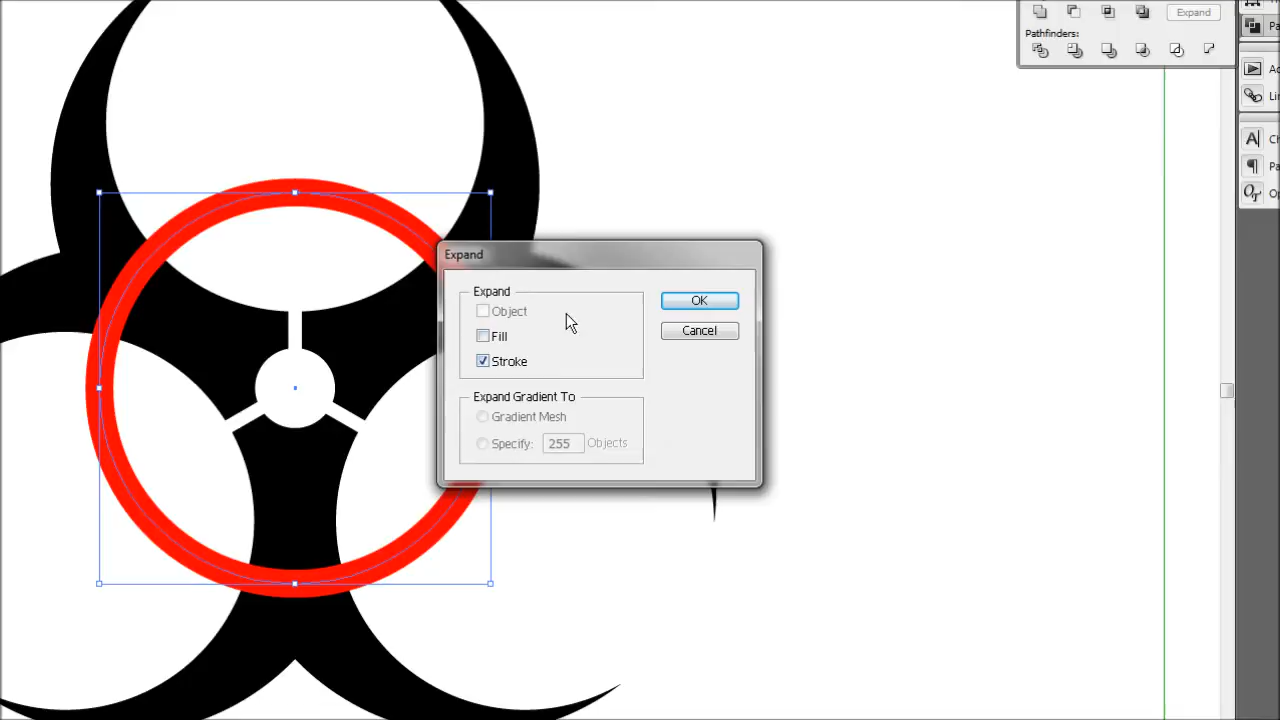 Expand
Pathfinders:
Expand
Expand
Object
Fill
Stroke
OK
Cancel
Expand Gradient To
Gradient Mesh
Specify: 255 Objects